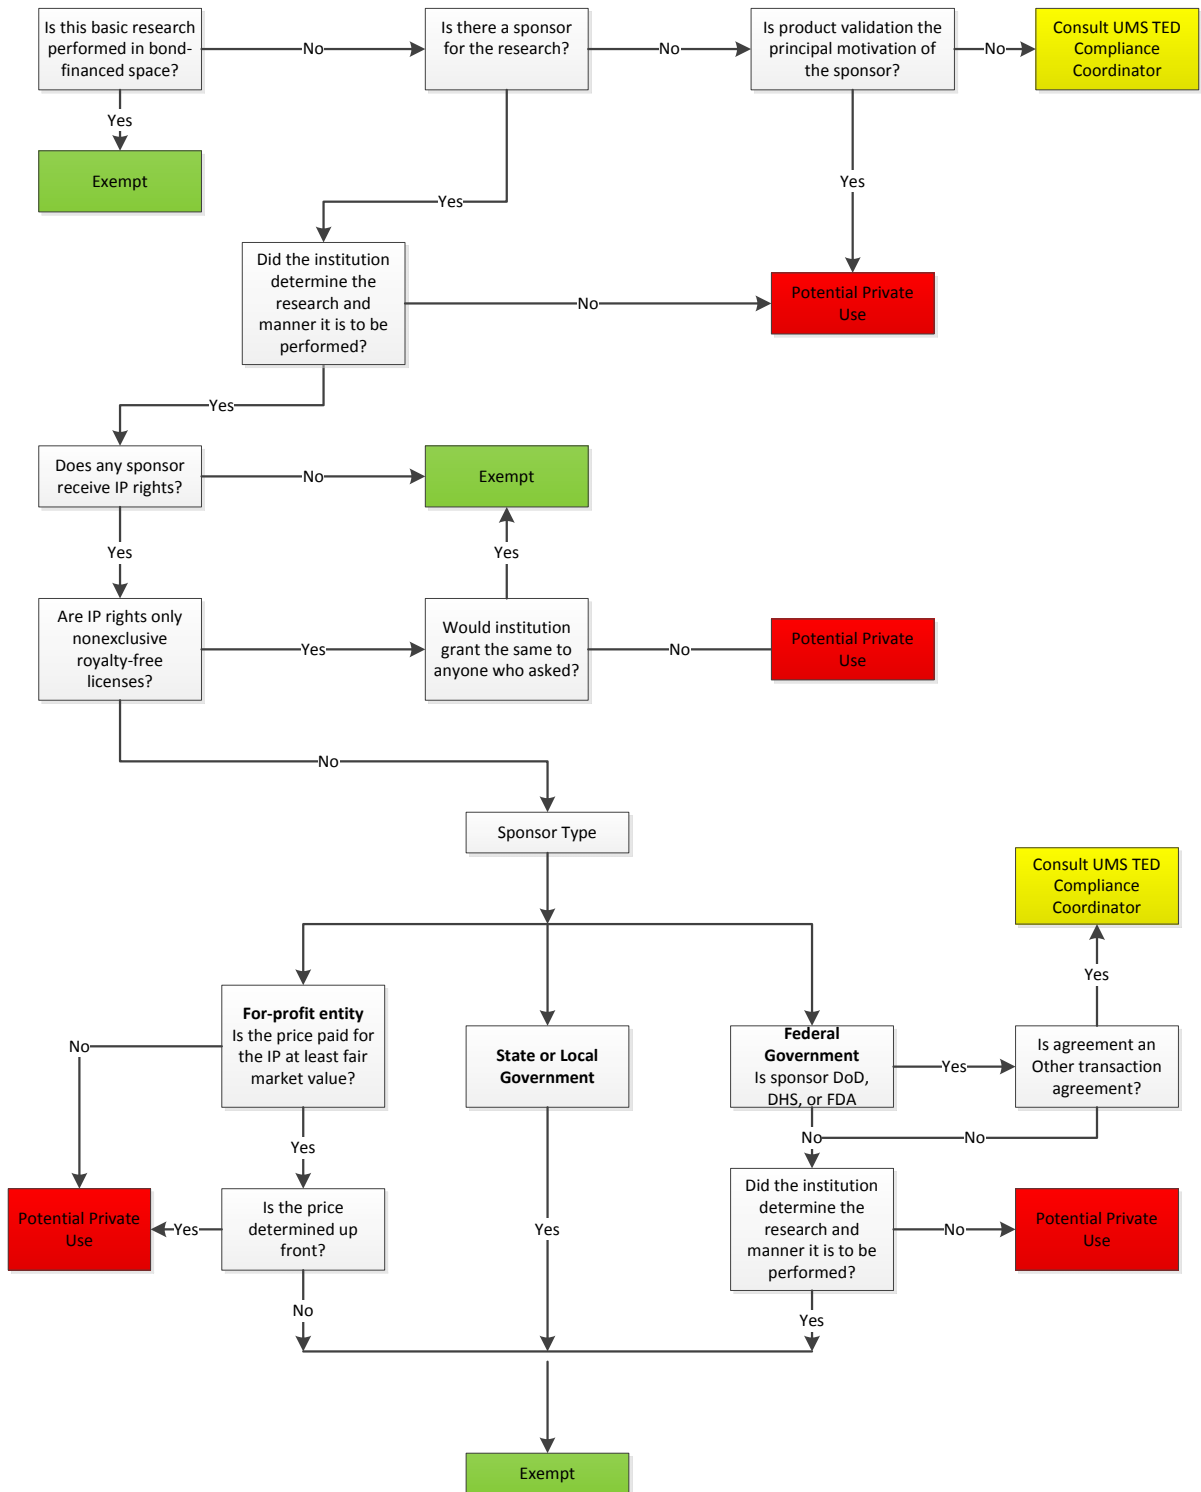 Is this basic research
performed in bond-
financed space?
No
Is there a sponsor
for the research?
No
Is product validation the
principal motivation of
the sponsor?
No
Consult UMS TED
Compliance
Coordinator
Yes
Exempt
Yes
Yes
Did the institution
determine the
research and
manner it is to be
performed?
No
Potential Private
Use
Yes
Does any sponsor
receive IP rights?
No
Exempt
Yes
Yes
Are IP rights only
nonexclusive
royalty-free
licenses?
Yes
Would institution
grant the same to
anyone who asked?
No
Potential Private
Use
No
Sponsor Type
Consult UMS TED
Compliance
Coordinator
Yes
For-profit entity
Is the price paid for
the IP at least fair
market value?
No
State or Local
Government
Federal
Government
Is sponsor DoD,
DHS, or FDA
Yes
Is agreement an
Other transaction
agreement?
Yes
No
No
Potential Private
Use
Yes
Is the price
determined up
front?
Yes
Did the institution
determine the
research and
manner it is to be
performed?
No
Potential Private
Use
No
Yes
Exempt